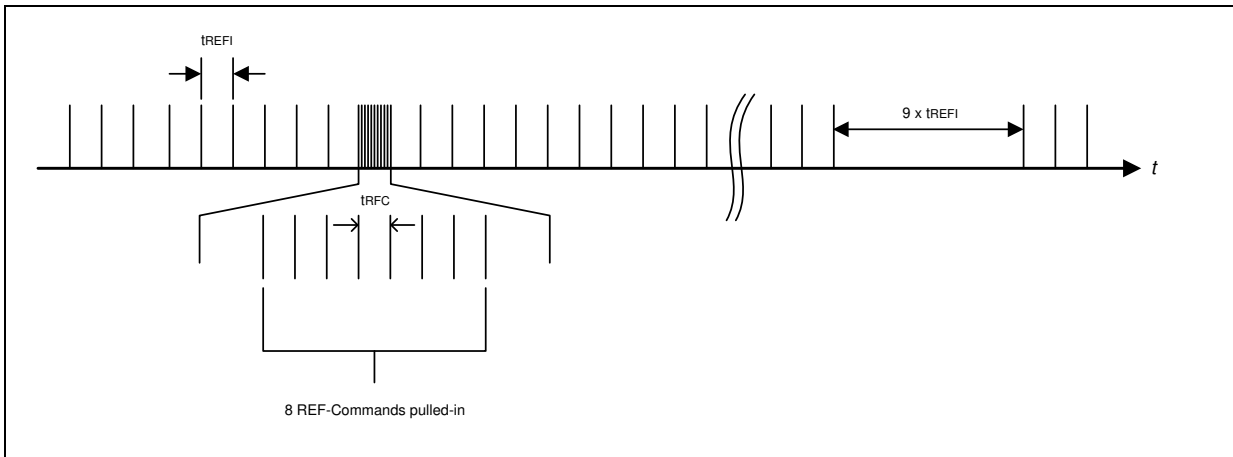 tREFI
9 x tREFI
t
tRFC
8 REF-Commands pulled-in